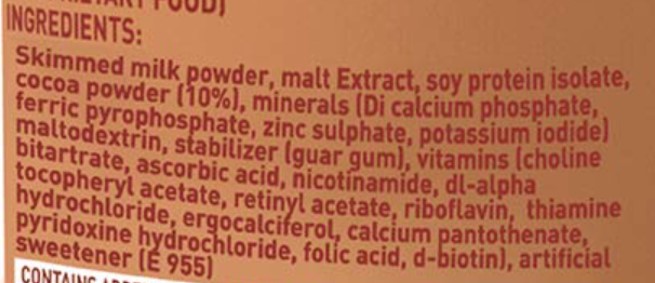 INGREDIENTS:
Skimmed milk powder, malt Extract, soy protein isolate,
cocoa powder (10%), minerals (Di calcium phosphate,
ferric pyrophosphate, zinc sulphate, potassium iodide)
maltodextrin, stabilizer (guar gum), vitamins (choline
bitartrate, ascorbic acid, nicotinamide, dl-alpha
tocopheryl acetate, retinyl acetate, riboflavin, thiamine
hydrochloride, ergocalciferol, calcium pantothenate,
pyridoxine hydrochloride, folic acid, d-biotin), artificial
sweetener (E 955)
CONTAINS